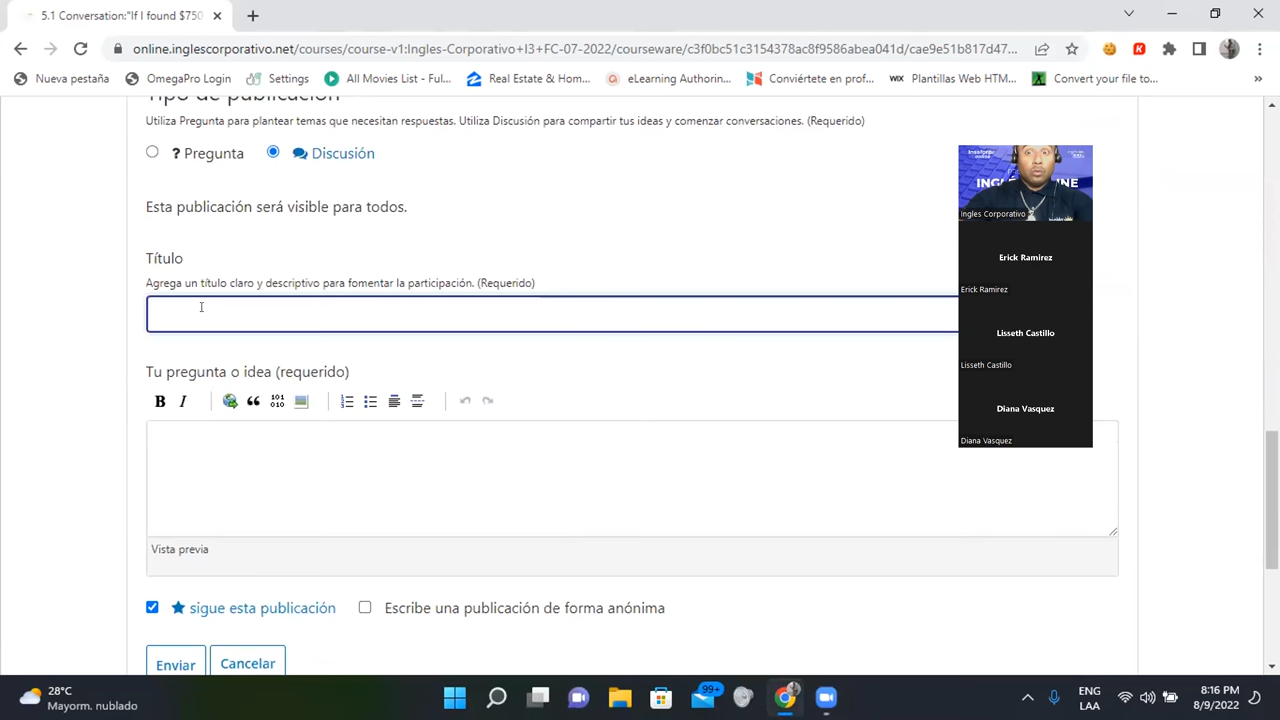 5.1 Conversation:"If I found $750
online.inglescorporativo.net/courses/course-v1:Ingles-Corporativo+I3+FC-07-2022/courseware/c3f0bc51c3154378ac8f9586abea041d/cae9e51b817d47...
Nueva pestaña
OmegaPro Login
Settings
All Movies List - Ful...
Real Estate & Hom...
eLearning Authorin...
Conviértete en prof...
WIX Plantillas Web HTM...
Convert your file to...
»
Tipo de publicación
Utiliza Pregunta para plantear temas que necesitan respuestas. Utiliza Discusión para compartir tus ideas y comenzar conversaciones. (Requerido)
? Pregunta
Discusión
Esta publicación será visible para todos.
Título
Agrega un título claro y descriptivo para fomentar la participación. (Requerido)
Tu pregunta o idea (requerido)
B I
Vista previa
sigue esta publicación
Escribe una publicación de forma anónima
Enviar
Cancelar
Ingles Corporativo
Erick Ramirez
Erick Ramirez
Lisseth Castillo
Lisseth Castillo
Diana Vasquez
Diana Vasquez
28°C
Mayorm. nublado
99+
ENG
LAA
8:16 PM
8/9/2022